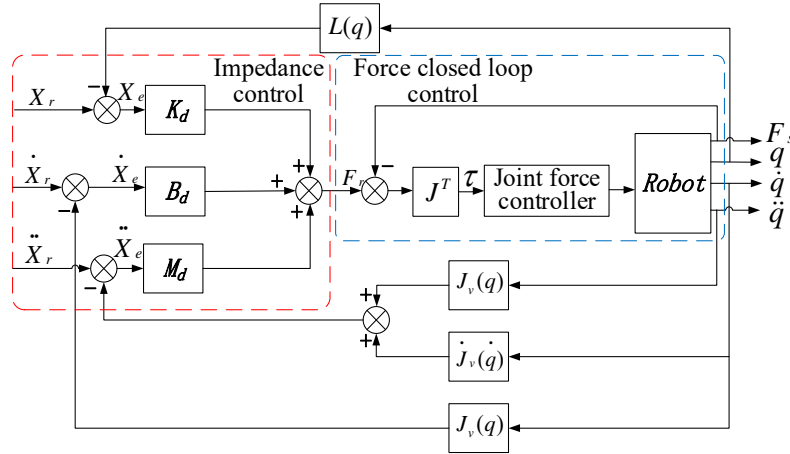 L(q)
Impedance control
Force closed loop control
−
X_r
X_e
K_d
+
−
F_s
q
q̇
q̈
Ẋ_r
Ẋ_e
B_d
+
F_r
J^T
τ
Joint force controller
Robot
−
+
Ẍ_r
Ẍ_e
M_d
−
J_v(q)
+
+
J̇_v(q̇)
J_v(q)